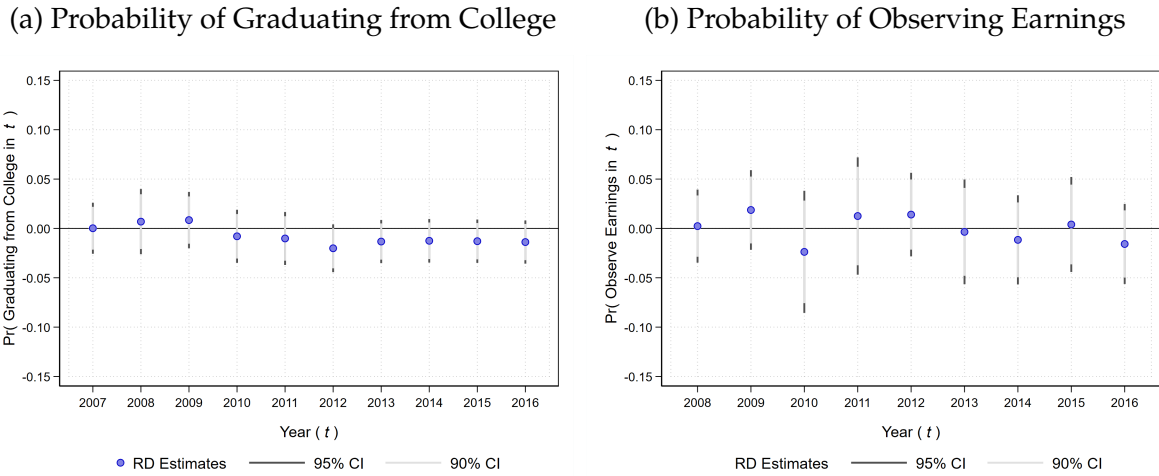 (a) Probability of Graduating from College
0.15
0.10
0.05
0.00
-0.05
-0.10
-0.15
Pr( Graduating from College in t )
2007 2008 2009 2010 2011 2012 2013 2014 2015 2016
Year ( t )
RD Estimates 95% CI 90% CI
(b) Probability of Observing Earnings
0.15
0.10
0.05
0.00
-0.05
-0.10
-0.15
Pr( Observe Earnings in t )
2008 2009 2010 2011 2012 2013 2014 2015 2016
Year ( t )
RD Estimates 95% CI 90% CI